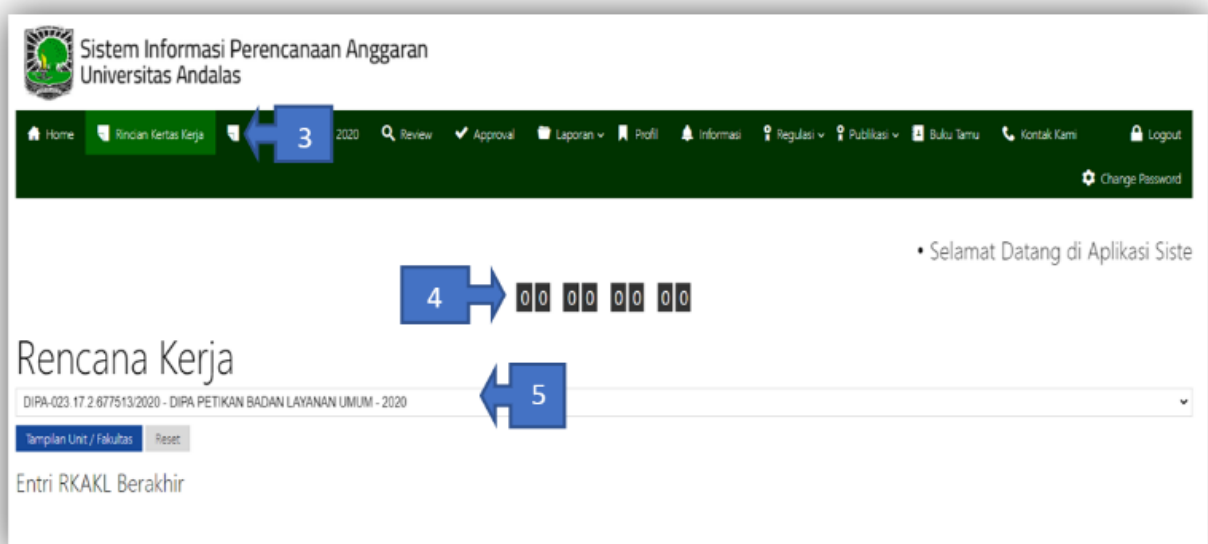 Sistem Informasi Perencanaan Anggaran
Universitas Andalas
Home Rincian Kertas Kerja 3 2020 Review Approval Laporan Profil Informasi Regulasi Publikasi Buku Tamu Kontak Kami Logout
Change Password
• Selamat Datang di Aplikasi Siste
4 00 00 00 00
Rencana Kerja
5
DIPA-023.17.2.677513/2020 - DIPA PETIKAN BADAN LAYANAN UMUM - 2020
Tampilan Unit / Fakultas Reset
Entri RKAKL Berakhir